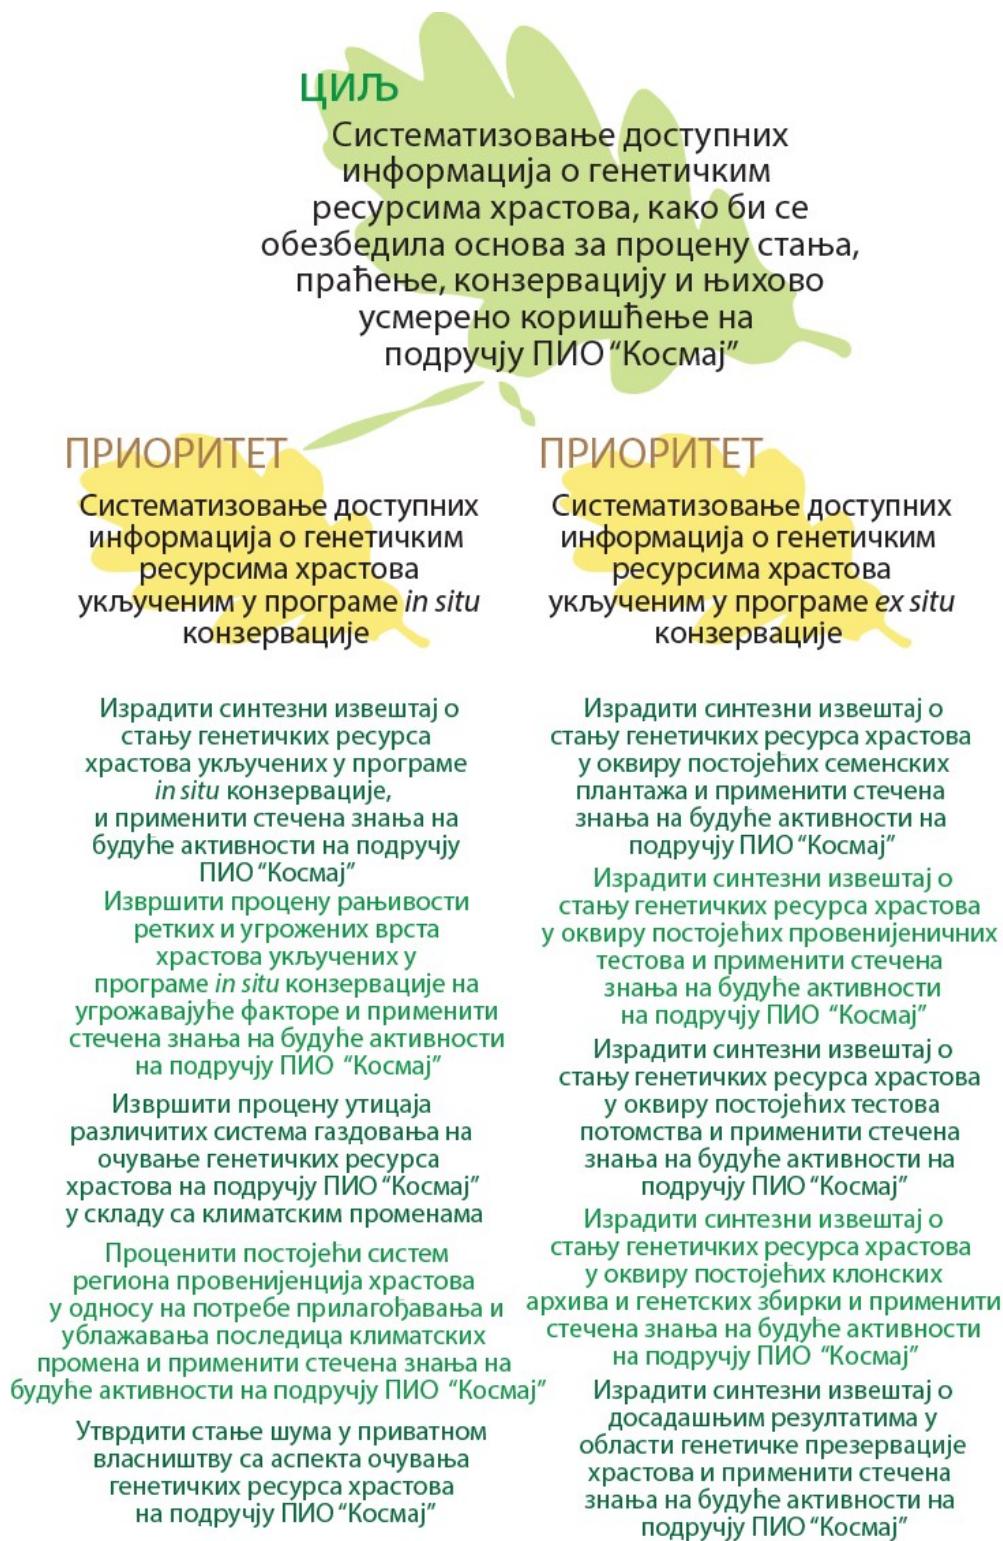 ЦИЉ
Систематизовање доступних
информација о генетичким
ресурсима храстова, како би се
обезбедила основа за процену стања,
праћење, конзервацију и њихово
усмерено коришћење на
подручју ПИО “Космај”
ПРИОРИТЕТ
Систематизовање доступних
информација о генетичким
ресурсима храстова
укљученим у програме in situ
конзервације
Израдити синтезни извештај о
стању генетичких ресурса
храстова укључених у програме
in situ конзервације,
и применити стечена знања на
будуће активности на подручју
ПИО “Космај”
Извршити процену рањивости
ретких и угрожених врста
храстова укључених у
програме in situ конзервације на
угрожавајуће факторе и применити
стечена знања на будуће активности
на подручју ПИО “Космај”
Извршити процену утицаја
различитих система газдовања на
очување генетичких ресурса
храстова на подручју ПИО “Космај”
у складу са климатским променама
Проценити постојећи систем
региона провенијенција храстова
у односу на потребе прилагођавања и
ублажавања последица климатских
промена и применити стечена знања на
будуће активности на подручју ПИО “Космај”
Утврдити стање шума у приватном
власништву са аспекта очувања
генетичких ресурса храстова
на подручју ПИО “Космај”
ПРИОРИТЕТ
Систематизовање доступних
информација о генетичким
ресурсима храстова
укљученим у програме ex situ
конзервације
Израдити синтезни извештај о
стању генетичких ресурса храстова
у оквиру постојећих семенских
плантажа и применити стечена
знања на будуће активности на
подручју ПИО “Космај”
Израдити синтезни извештај о
стању генетичких ресурса храстова
у оквиру постојећих провенијеничних
тестова и применити стечена
знања на будуће активности
на подручју ПИО “Космај”
Израдити синтезни извештај о
стању генетичких ресурса храстова
у оквиру постојећих тестова
потомства и применити стечена
знања на будуће активности на
подручју ПИО “Космај”
Израдити синтезни извештај о
стању генетичких ресурса храстова
у оквиру постојећих клонских
архива и генетских збирки и применити
стечена знања на будуће активности
на подручју ПИО “Космај”
Израдити синтезни извештај о
досадашњим резултатима у
области генетичке презервације
храстова и применити стечена
знања на будуће активности на
подручју ПИО “Космај”